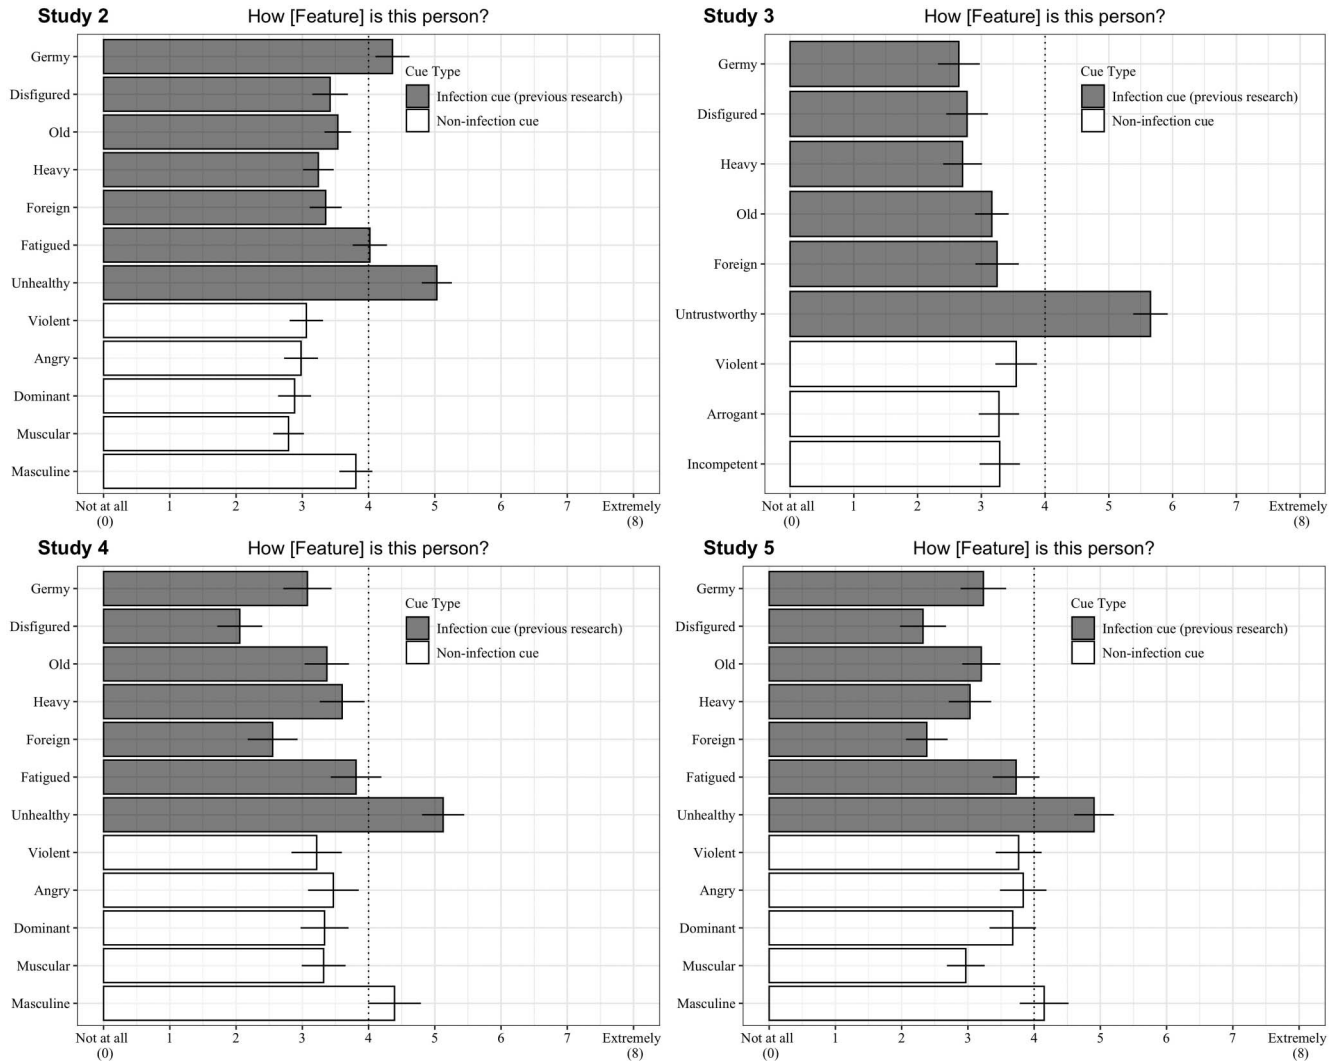 Study 2
How [Feature] is this person?
Germy
Disfigured
Old
Heavy
Foreign
Fatigued
Unhealthy
Violent
Angry
Dominant
Muscular
Masculine
Cue Type
Infection cue (previous research)
Non-infection cue
Not at all 1 2 3 4 5 6 7 Extremely
(0) (8)
Study 3
How [Feature] is this person?
Germy
Disfigured
Heavy
Old
Foreign
Untrustworthy
Violent
Arrogant
Incompetent
Cue Type
Infection cue (previous research)
Non-infection cue
Not at all 1 2 3 4 5 6 7 Extremely
(0) (8)
Study 4
How [Feature] is this person?
Germy
Disfigured
Old
Heavy
Foreign
Fatigued
Unhealthy
Violent
Angry
Dominant
Muscular
Masculine
Cue Type
Infection cue (previous research)
Non-infection cue
Not at all 1 2 3 4 5 6 7 Extremely
(0) (8)
Study 5
How [Feature] is this person?
Germy
Disfigured
Old
Heavy
Foreign
Fatigued
Unhealthy
Violent
Angry
Dominant
Muscular
Masculine
Cue Type
Infection cue (previous research)
Non-infection cue
Not at all 1 2 3 4 5 6 7 Extremely
(0) (8)